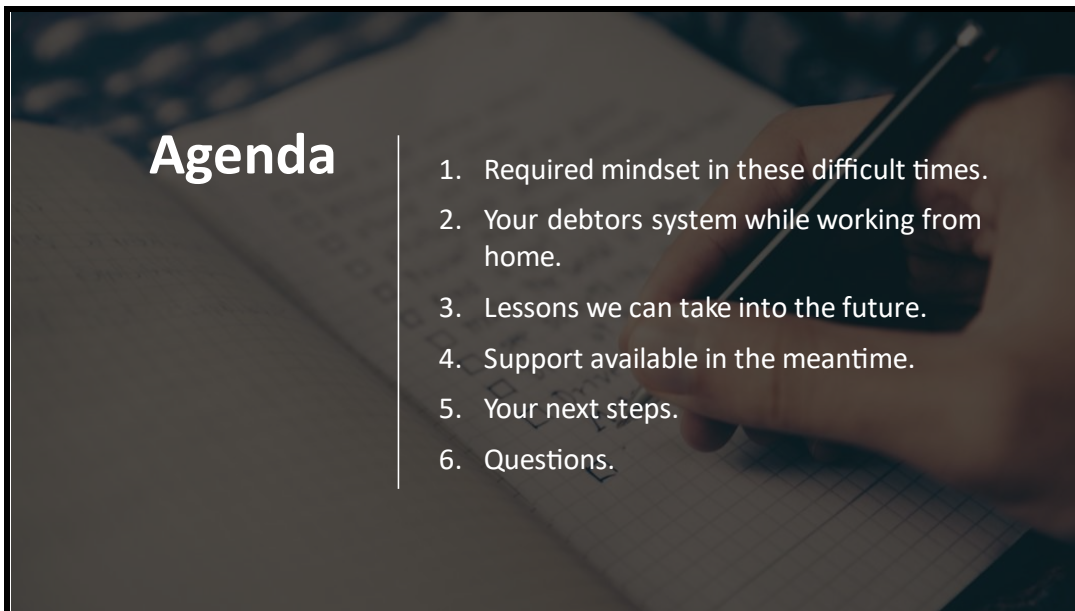 Agenda
1. Required mindset in these difficult times.
2. Your debtors system while working from
home.
3. Lessons we can take into the future.
4. Support available in the meantime.
5. Your next steps.
6. Questions.